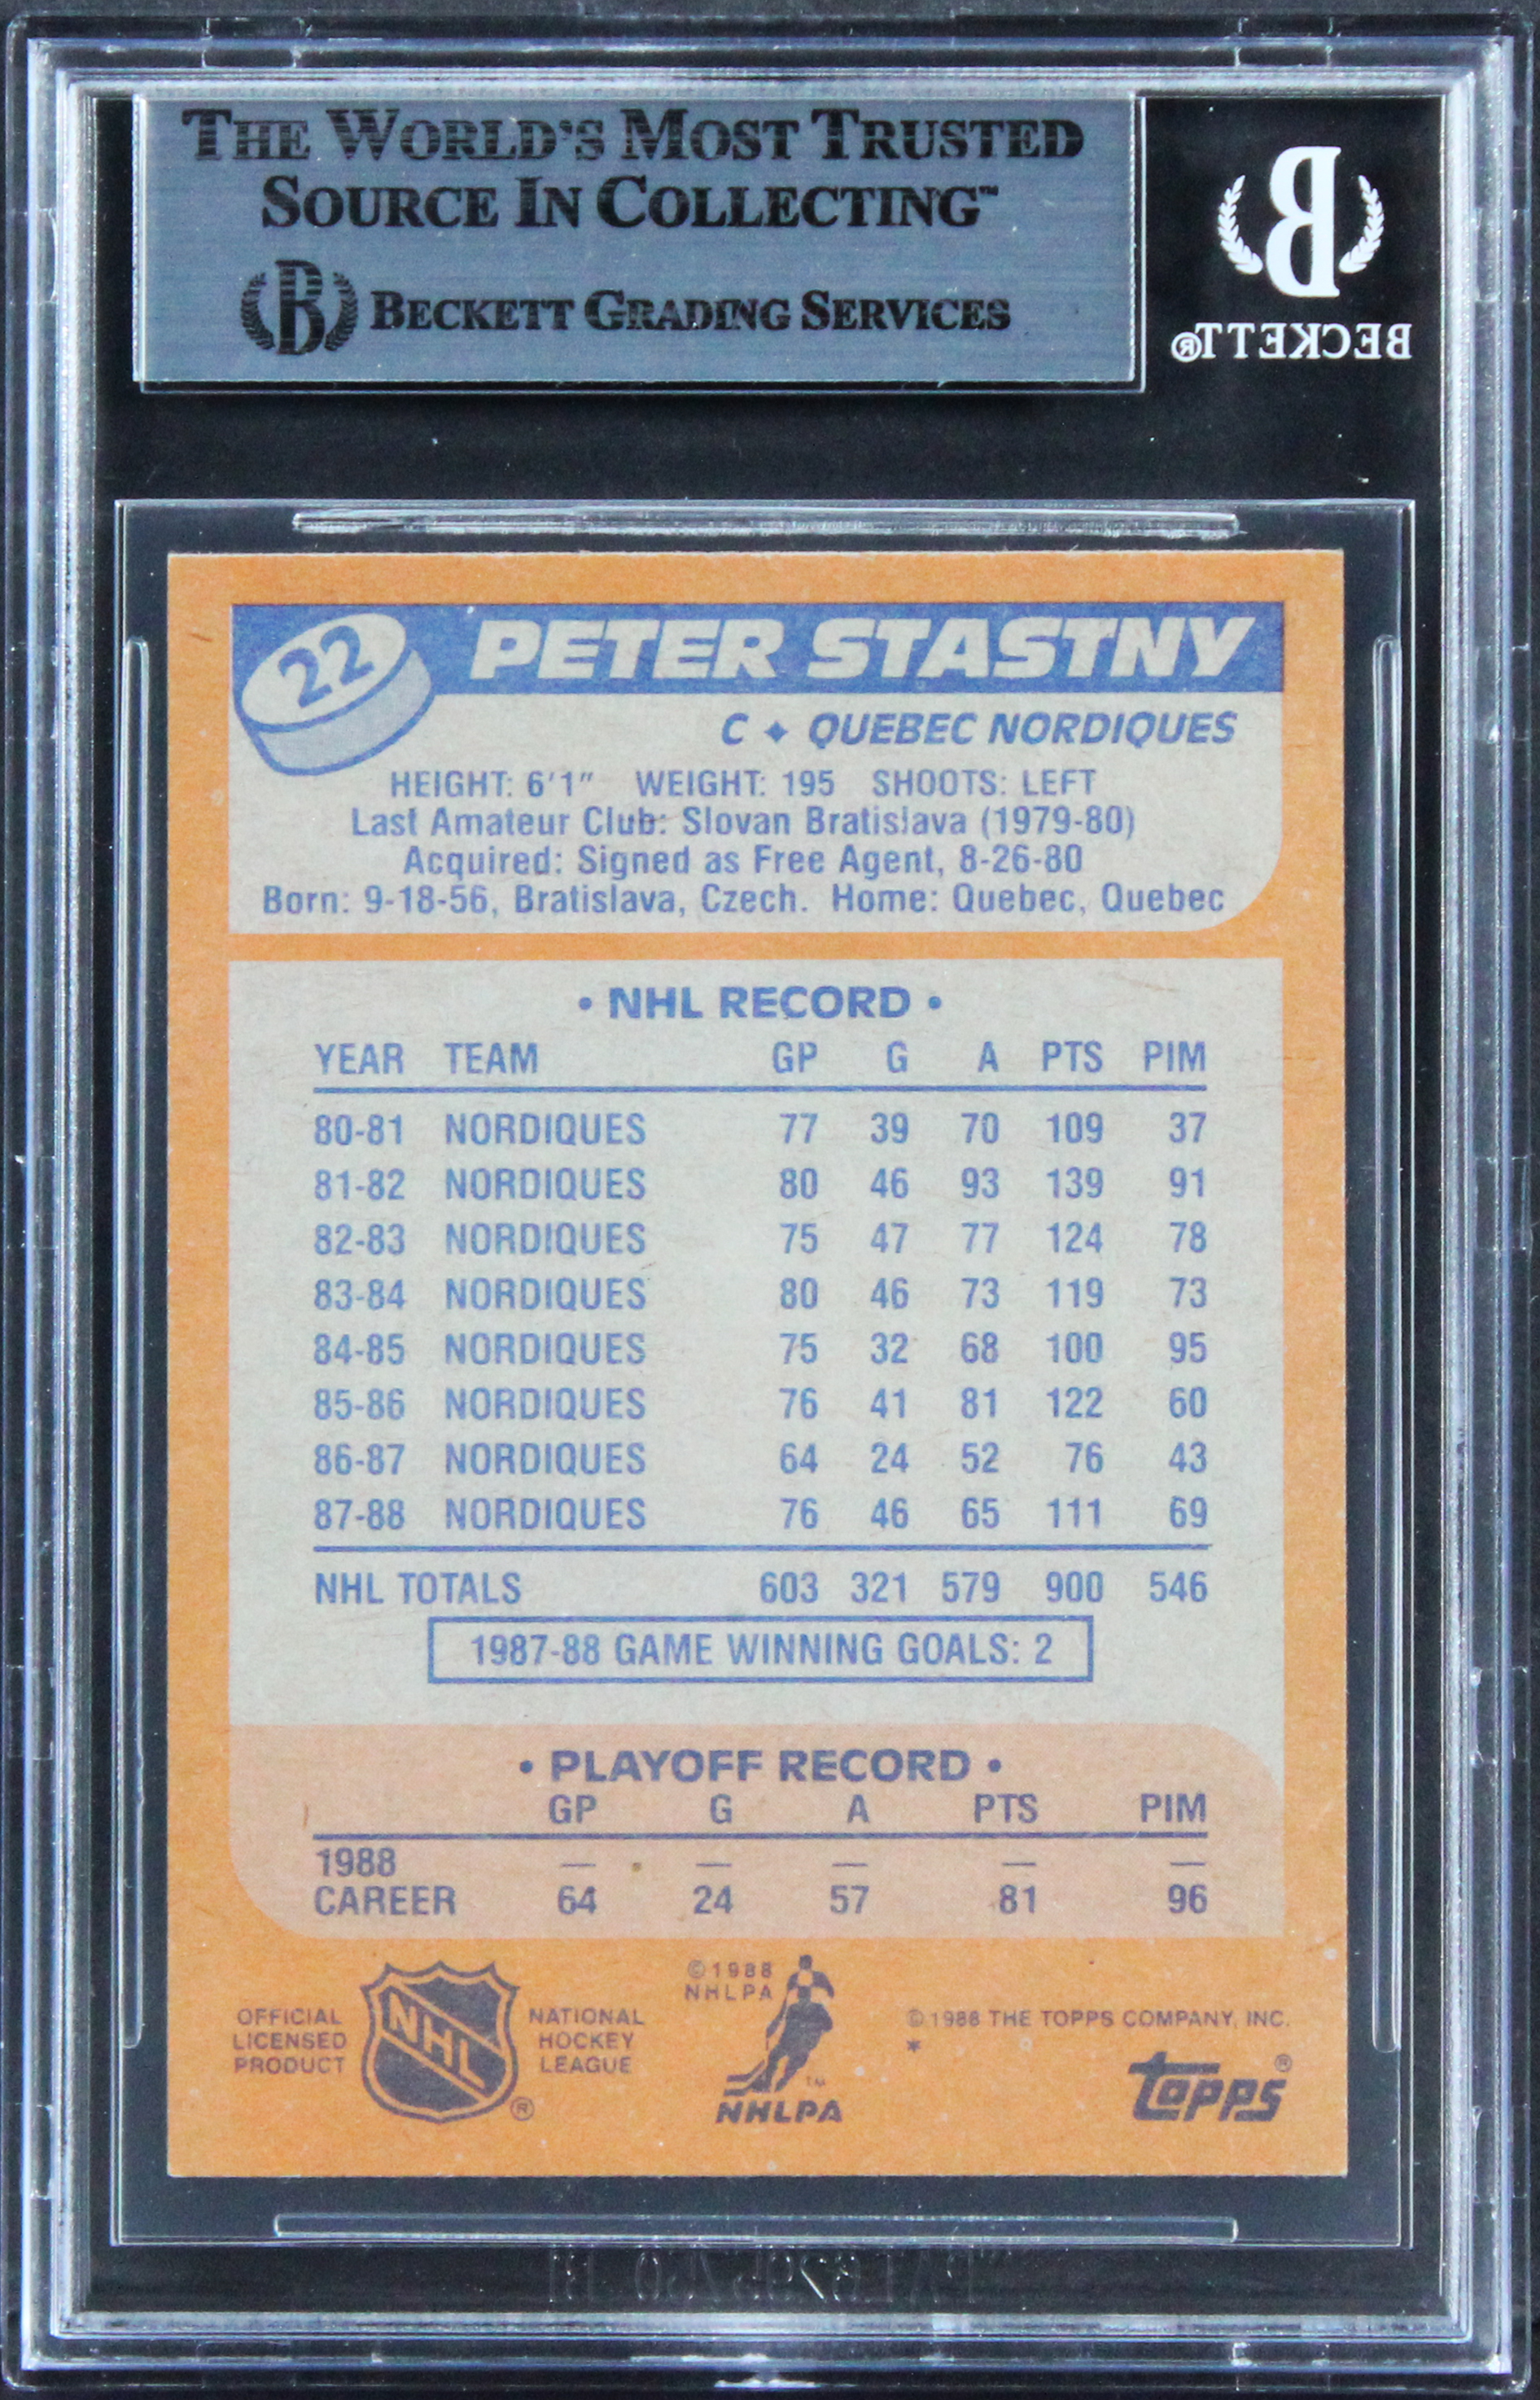 THE WORLD'S MOST TRUSTED
SOURCE IN COLLECTING™
B BECKETT GRADING SERVICES
B
BECKETT®
22
PETER STASTNY
C ♦ QUEBEC NORDIQUES
HEIGHT: 6'1" WEIGHT: 195 SHOOTS: LEFT
Last Amateur Club: Slovan Bratislava (1979-80)
Acquired: Signed as Free Agent, 8-26-80
Born: 9-18-56, Bratislava, Czech. Home: Quebec, Quebec
• NHL RECORD •
YEAR TEAM GP G A PTS PIM
80-81 NORDIQUES 77 39 70 109 37
81-82 NORDIQUES 80 46 93 139 91
82-83 NORDIQUES 75 47 77 124 78
83-84 NORDIQUES 80 46 73 119 73
84-85 NORDIQUES 75 32 68 100 95
85-86 NORDIQUES 76 41 81 122 60
86-87 NORDIQUES 64 24 52 76 43
87-88 NORDIQUES 76 46 65 111 69
NHL TOTALS 603 321 579 900 546
1987-88 GAME WINNING GOALS: 2
• PLAYOFF RECORD •
GP G A PTS PIM
1988 — — — — —
CAREER 64 24 57 81 96
OFFICIAL
LICENSED
PRODUCT
NHL
®
NATIONAL
HOCKEY
LEAGUE
©1988
NHLPA
TM
NHLPA
©1988 THE TOPPS COMPANY, INC.
*
topps®